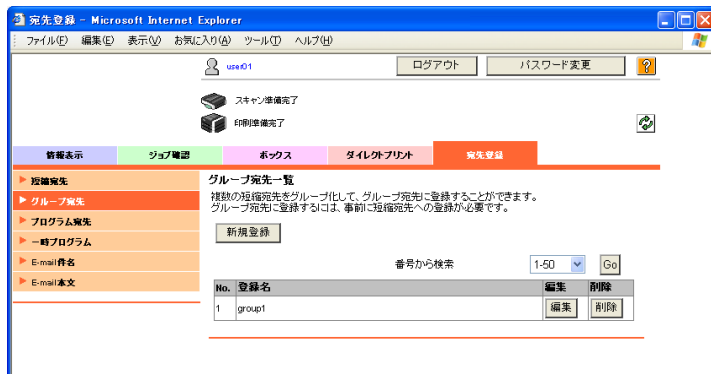 宛先登録 - Microsoft Internet Explorer
ファイル(F) 編集(E) 表示(V) お気に入り(A) ツール(T) ヘルプ(H)
user01 ログアウト パスワード変更 ?
スキャン準備完了
印刷準備完了
情報表示 ジョブ確認 ボックス ダイレクトプリント 宛先登録
短縮宛先
グループ宛先
プログラム宛先
一時プログラム
E-mail件名
E-mail本文
グループ宛先一覧
複数の短縮宛先をグループ化して、グループ宛先に登録することができます。
グループ宛先に登録するには、事前に短縮宛先への登録が必要です。
新規登録
番号から検索 1-50 Go
No. 登録名 編集 削除
1 group1 編集 削除